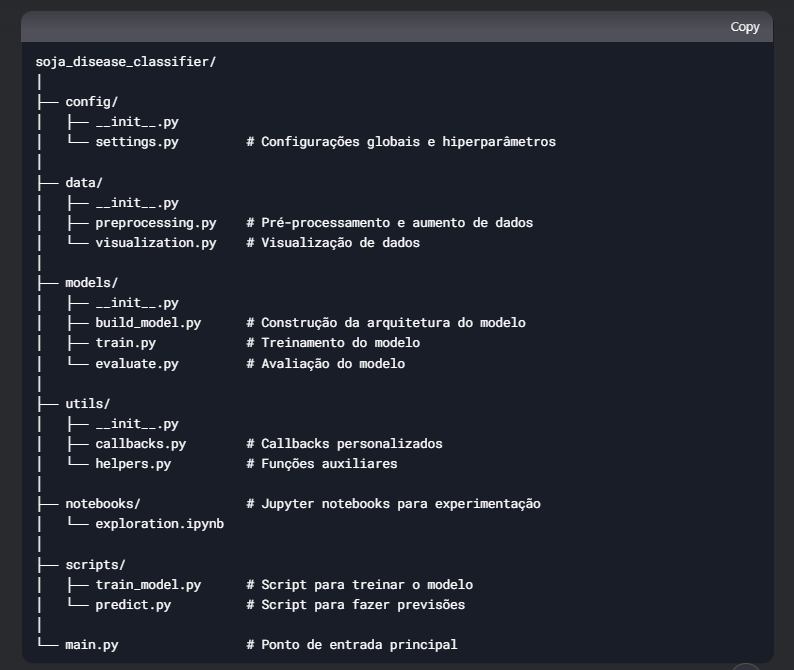 Copy
soja_disease_classifier/
│
├── config/
│   ├── __init__.py
│   └── settings.py          # Configurações globais e hiperparâmetros
│
├── data/
│   ├── __init__.py
│   ├── preprocessing.py    # Pré-processamento e aumento de dados
│   └── visualization.py    # Visualização de dados
│
├── models/
│   ├── __init__.py
│   ├── build_model.py      # Construção da arquitetura do modelo
│   ├── train.py            # Treinamento do modelo
│   └── evaluate.py         # Avaliação do modelo
│
├── utils/
│   ├── __init__.py
│   ├── callbacks.py        # Callbacks personalizados
│   └── helpers.py          # Funções auxiliares
│
├── notebooks/              # Jupyter notebooks para experimentação
│   └── exploration.ipynb
│
├── scripts/
│   ├── train_model.py      # Script para treinar o modelo
│   └── predict.py          # Script para fazer previsões
│
└── main.py                 # Ponto de entrada principal